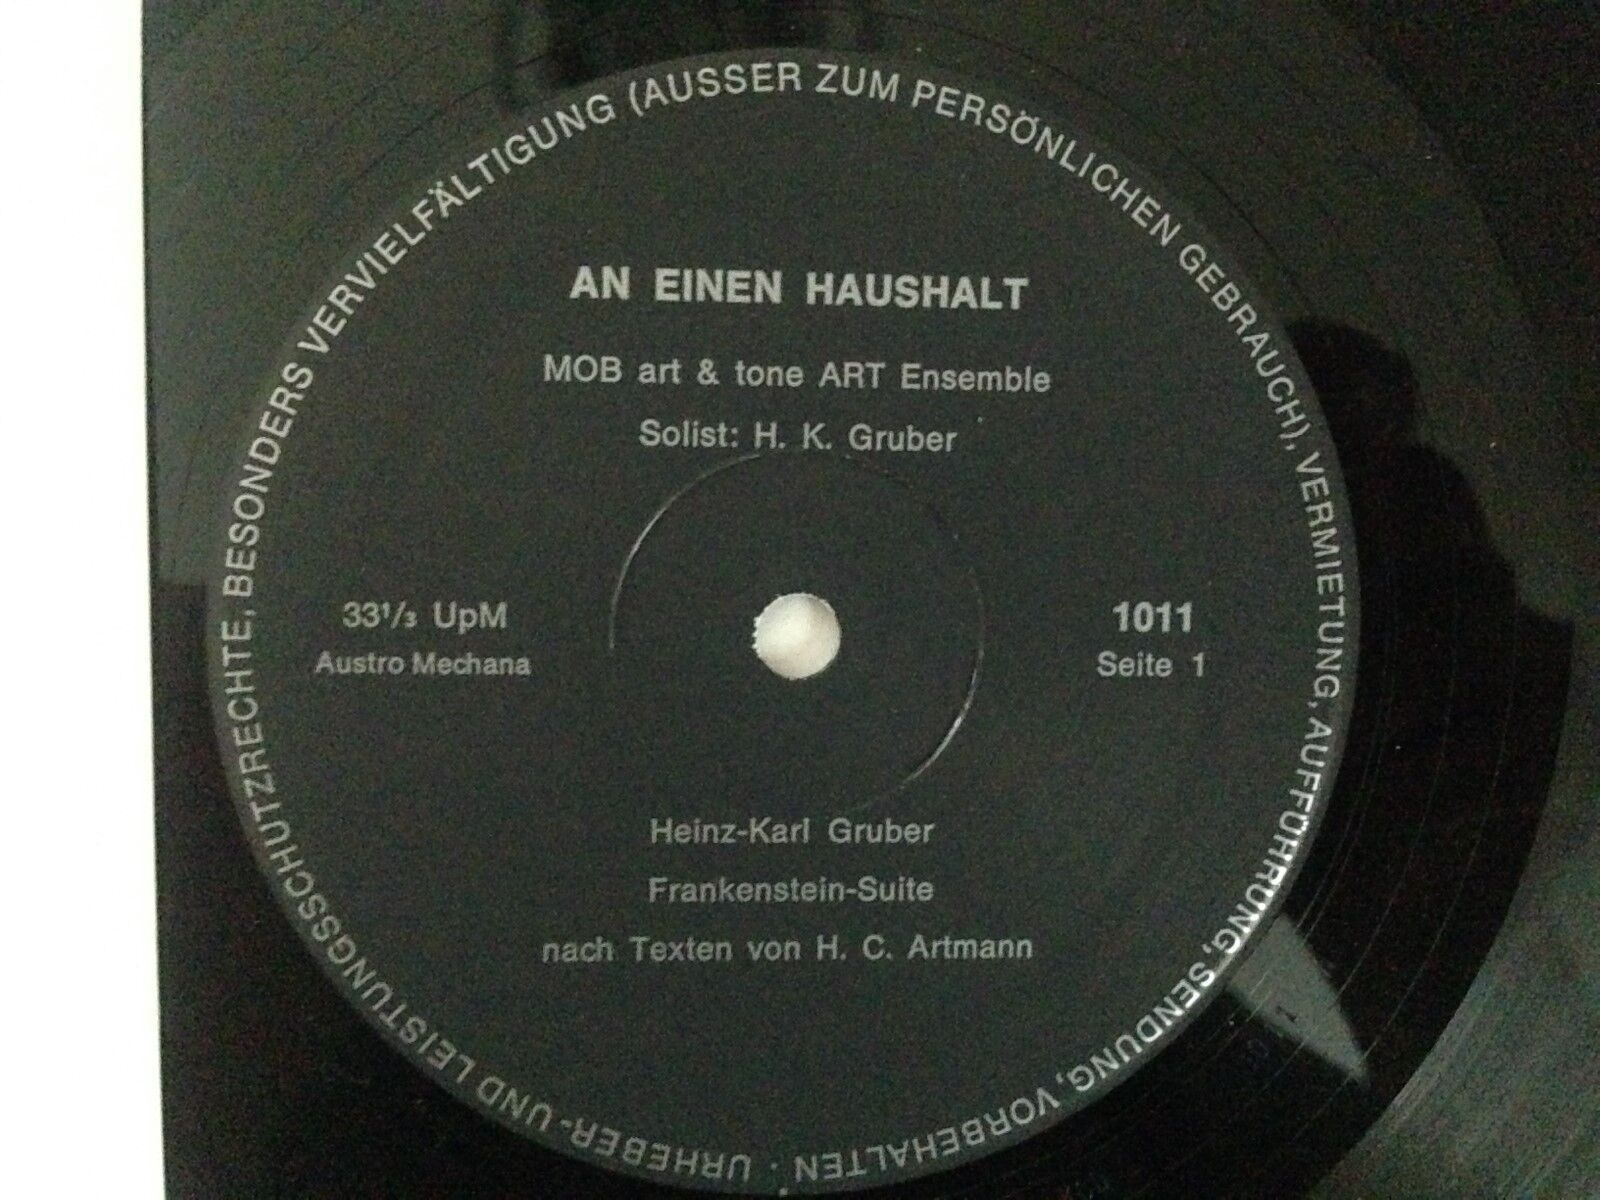 URHEBER- UND LEISTUNGSSCHUTZRECHTE, BESONDERS VERVIELFÄLTIGUNG (AUSSER ZUM PERSÖNLICHEN GEBRAUCH), VERMIETUNG, AUFFÜHRUNG, SENDUNG, VORBEHALTEN ·
AN EINEN HAUSHALT
MOB art & tone ART Ensemble
Solist: H. K. Gruber
33 1/3 UpM
Austro Mechana
1011
Seite 1
Heinz-Karl Gruber
Frankenstein-Suite
nach Texten von H. C. Artmann